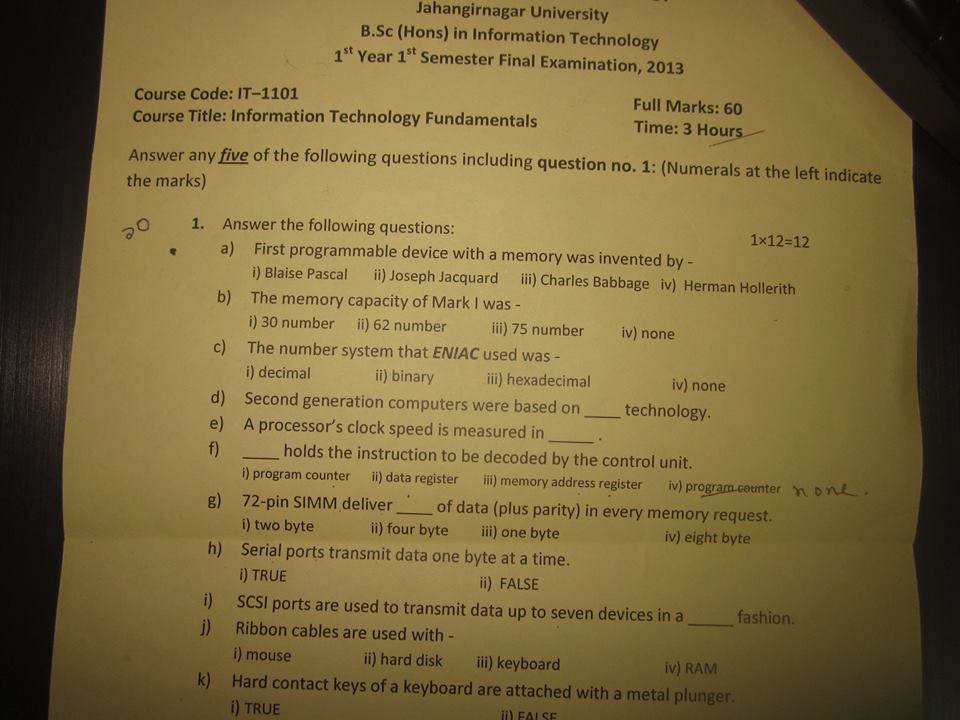 Jahangirnagar University
B.Sc (Hons) in Information Technology
1st Year 1st Semester Final Examination, 2013
Course Code: IT–1101 Full Marks: 60
Course Title: Information Technology Fundamentals Time: 3 Hours
Answer any five of the following questions including question no. 1: (Numerals at the left indicate
the marks)
20 1. Answer the following questions: 1×12=12
a) First programmable device with a memory was invented by -
i) Blaise Pascal ii) Joseph Jacquard iii) Charles Babbage iv) Herman Hollerith
b) The memory capacity of Mark I was -
i) 30 number ii) 62 number iii) 75 number iv) none
c) The number system that ENIAC used was -
i) decimal ii) binary iii) hexadecimal iv) none
d) Second generation computers were based on ____ technology.
e) A processor's clock speed is measured in _____ .
f) ____ holds the instruction to be decoded by the control unit.
i) program counter ii) data register iii) memory address register iv) program counter none.
g) 72-pin SIMM deliver ____ of data (plus parity) in every memory request.
i) two byte ii) four byte iii) one byte iv) eight byte
h) Serial ports transmit data one byte at a time.
i) TRUE ii) FALSE
i) SCSI ports are used to transmit data up to seven devices in a _____ fashion.
j) Ribbon cables are used with -
i) mouse ii) hard disk iii) keyboard iv) RAM
k) Hard contact keys of a keyboard are attached with a metal plunger.
i) TRUE ii) FALSE